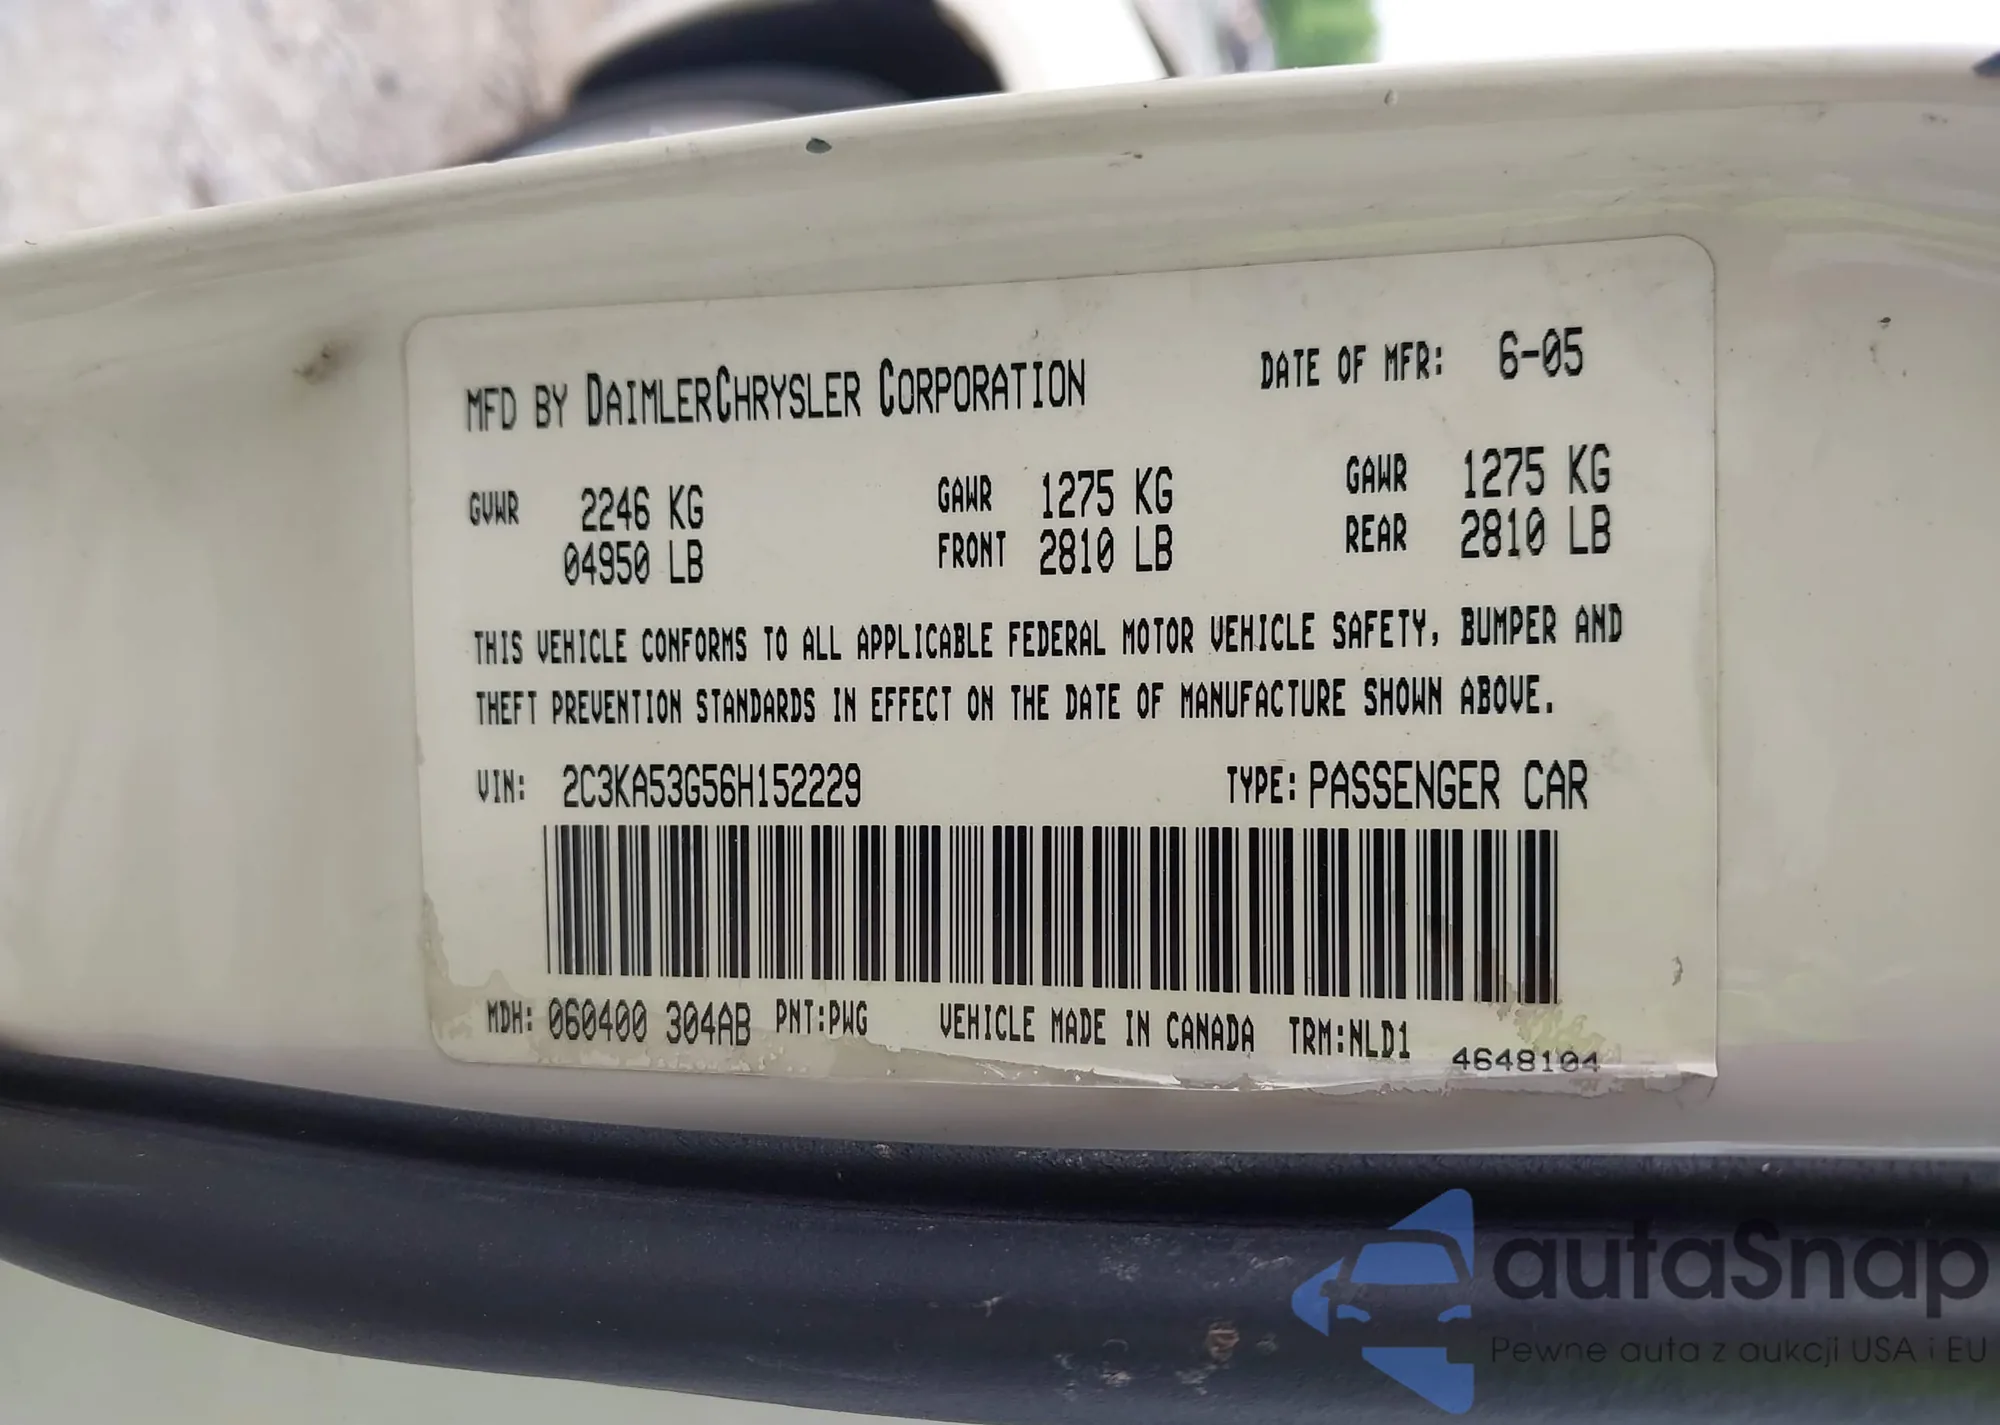 MFD BY DAIMLERCHRYSLER CORPORATION DATE OF MFR: 6-05
GVWR 2246 KG GAWR 1275 KG GAWR 1275 KG
04950 LB FRONT 2810 LB REAR 2810 LB
THIS VEHICLE CONFORMS TO ALL APPLICABLE FEDERAL MOTOR VEHICLE SAFETY, BUMPER AND
THEFT PREVENTION STANDARDS IN EFFECT ON THE DATE OF MANUFACTURE SHOWN ABOVE.
VIN: 2C3KA53G56H152229 TYPE: PASSENGER CAR
MDH: 060400 304AB PNT:PWG VEHICLE MADE IN CANADA TRM:NLD1
4648104
autaSnap
Pewne auta z aukcji USA i EU